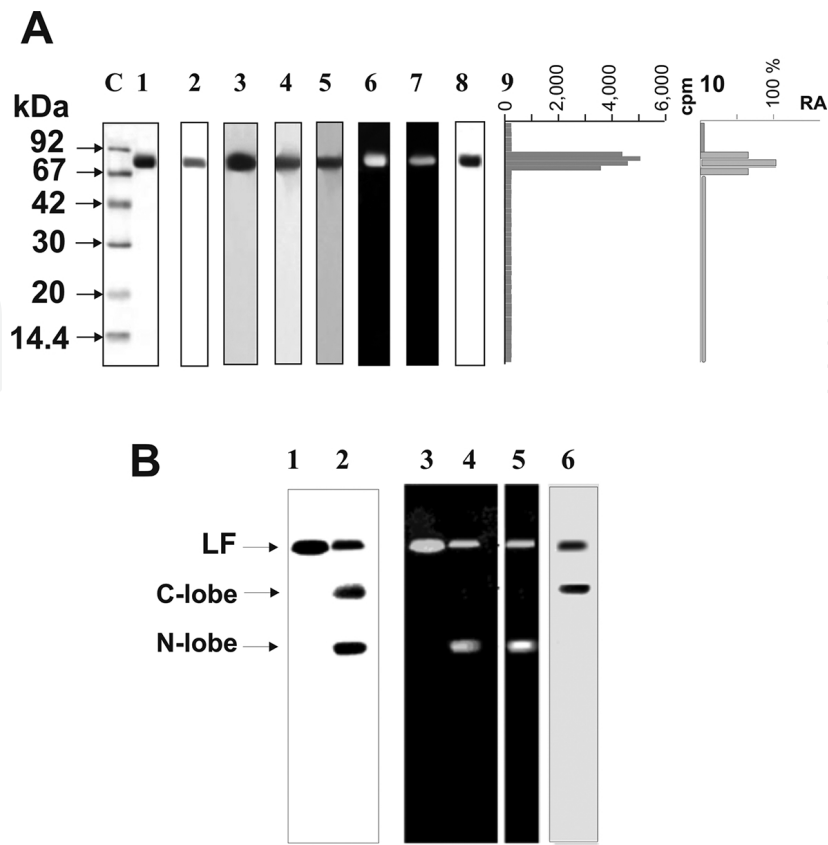 A
C 1 2 3 4 5 6 7 8 9 10
kDa
0 2,000 4,000 6,000 cpm
100 % RA
92
67
42
30
20
14.4
B
1 2 3 4 5 6
LF
C-lobe
N-lobe